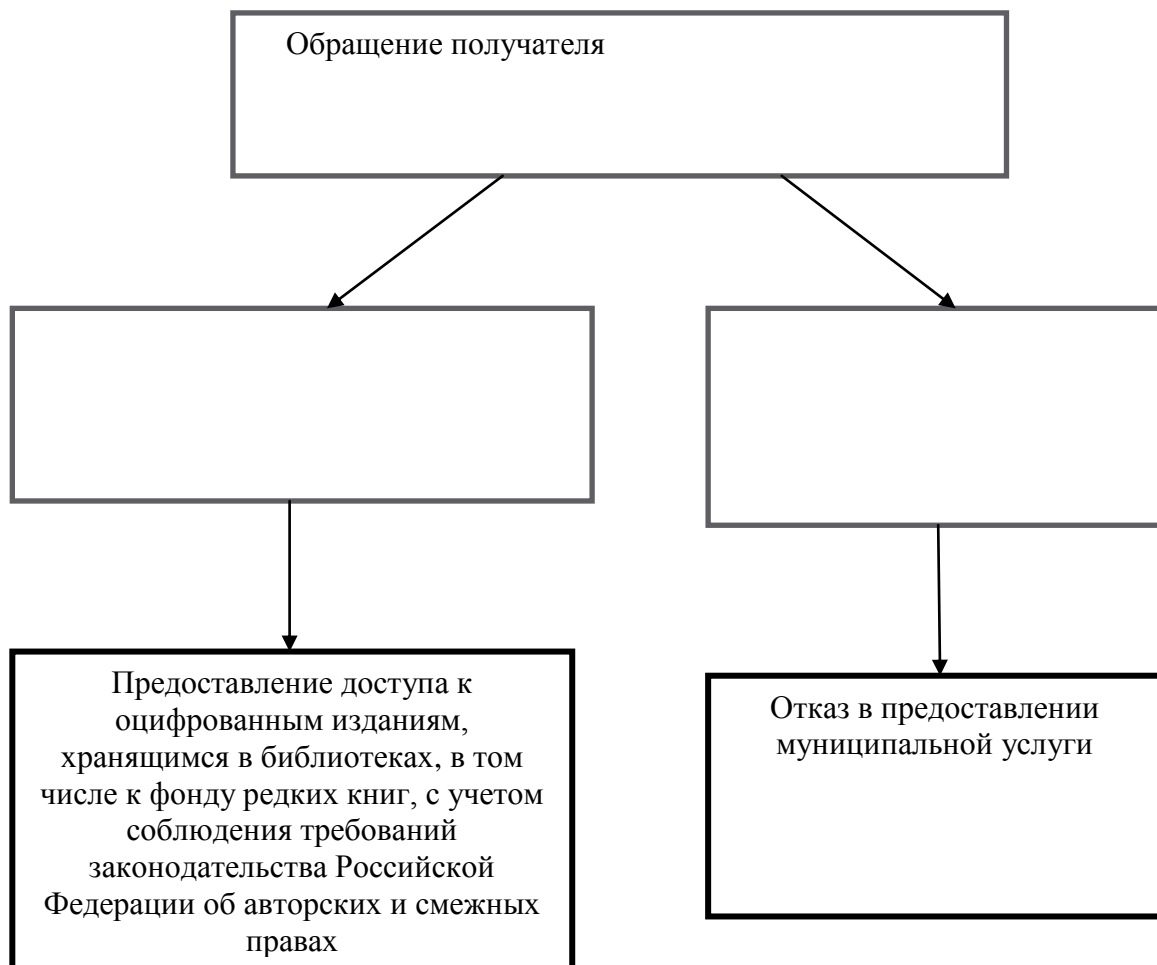 Обращение получателя
Предоставление доступа к
оцифрованным изданиям,
хранящимся в библиотеках, в том
числе к фонду редких книг, с учетом
соблюдения требований
законодательства Российской
Федерации об авторских и смежных
правах
Отказ в предоставлении
муниципальной услуги